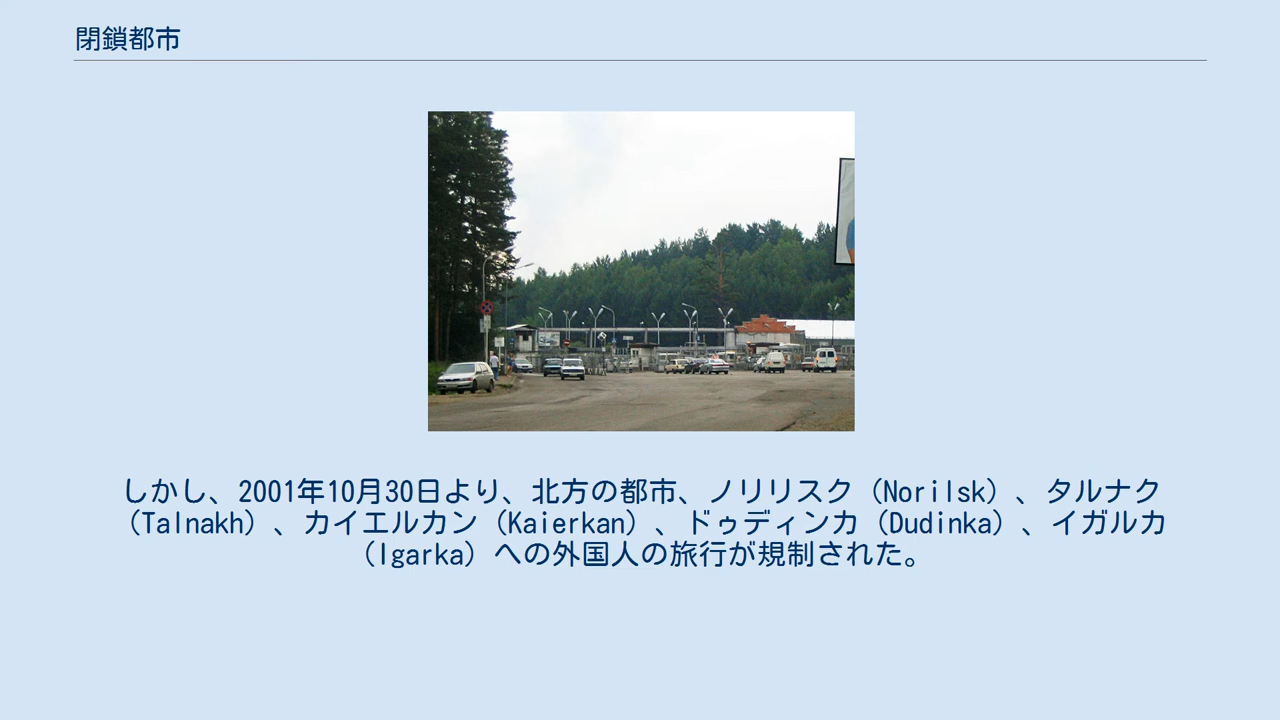 閉鎖都市
しかし、2001年10月30日より、北方の都市、ノリリスク（Norilsk）、タルナク
（Talnakh）、カイエルカン（Kaierkan）、ドゥディンカ（Dudinka）、イガルカ
（Igarka）への外国人の旅行が規制された。